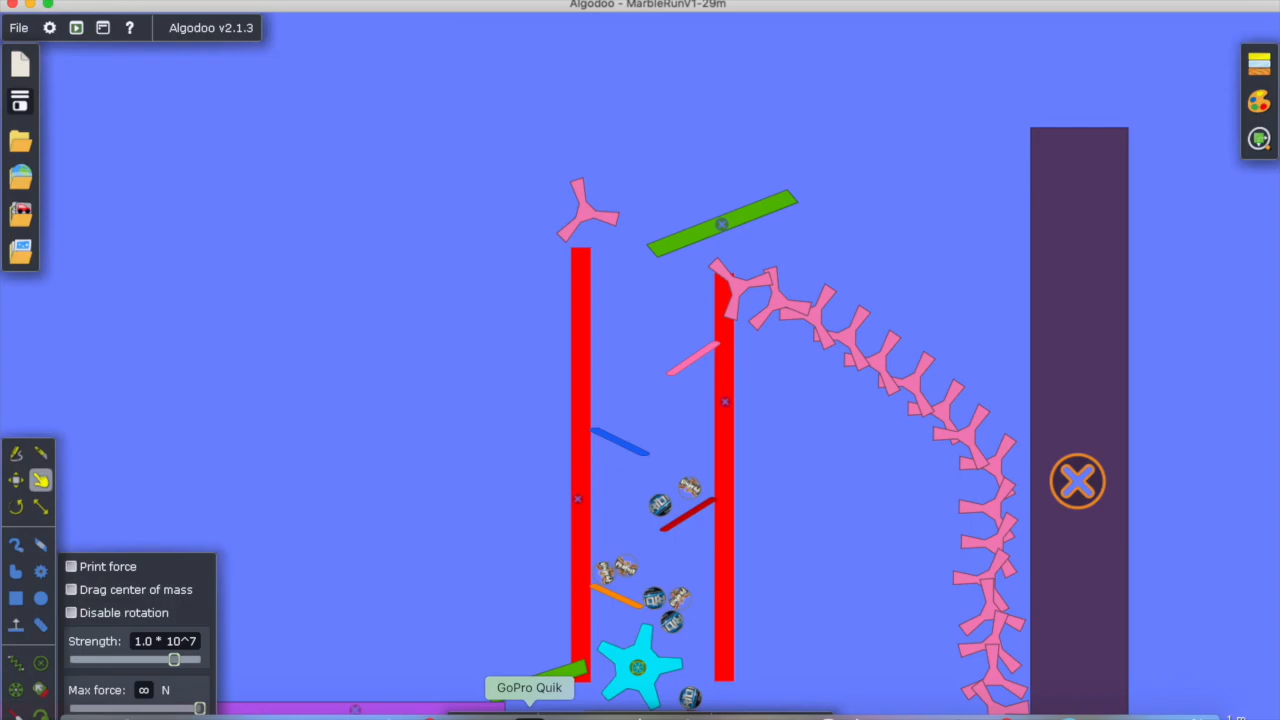 Algodoo - MarbleRunV1-29m
File
?
Algodoo v2.1.3
Print force
Drag center of mass
Disable rotation
Strength: 1.0 * 10^7
Max force: ∞ N
GoPro Quik
1 m